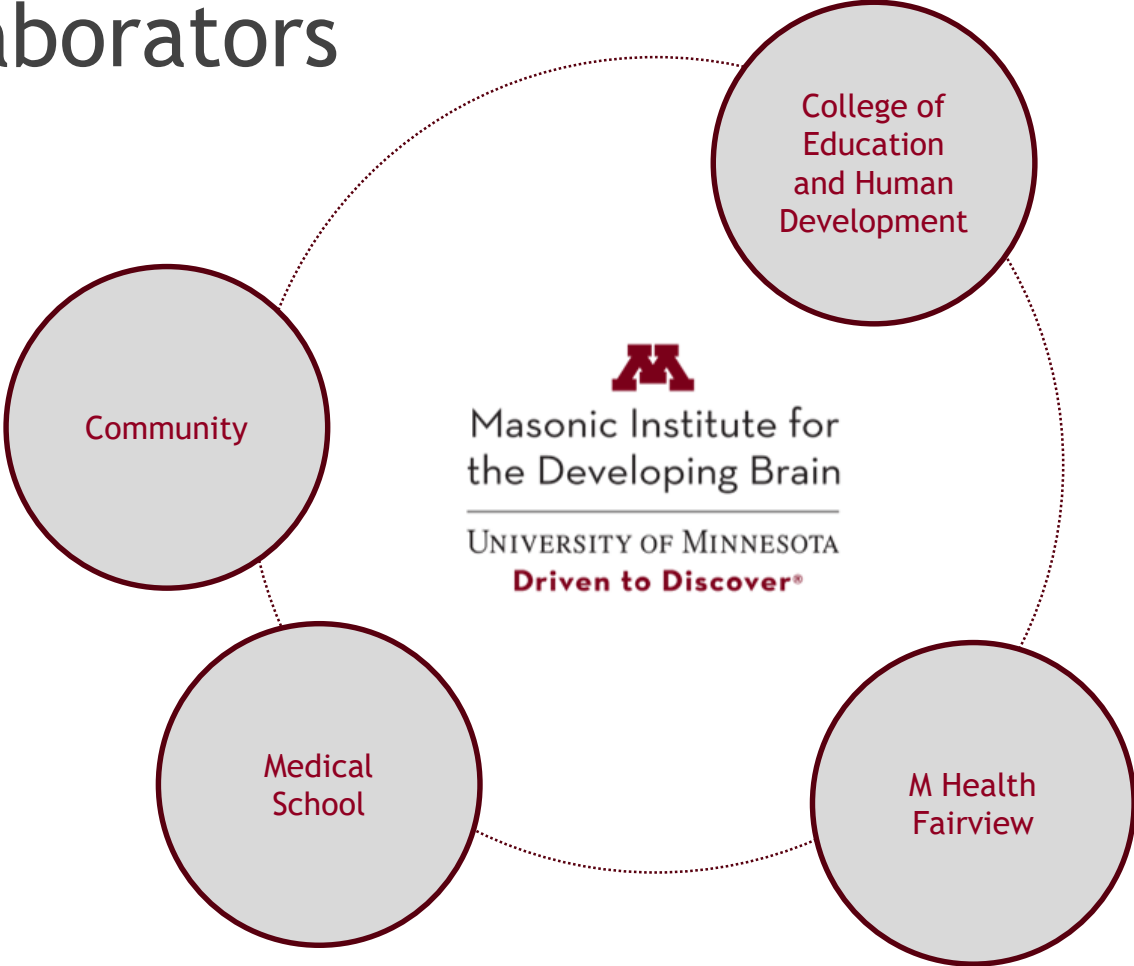 aborators
College of
Education
and Human
Development
Community
M
Masonic Institute for
the Developing Brain
UNIVERSITY OF MINNESOTA
Driven to Discover®
Medical
School
M Health
Fairview